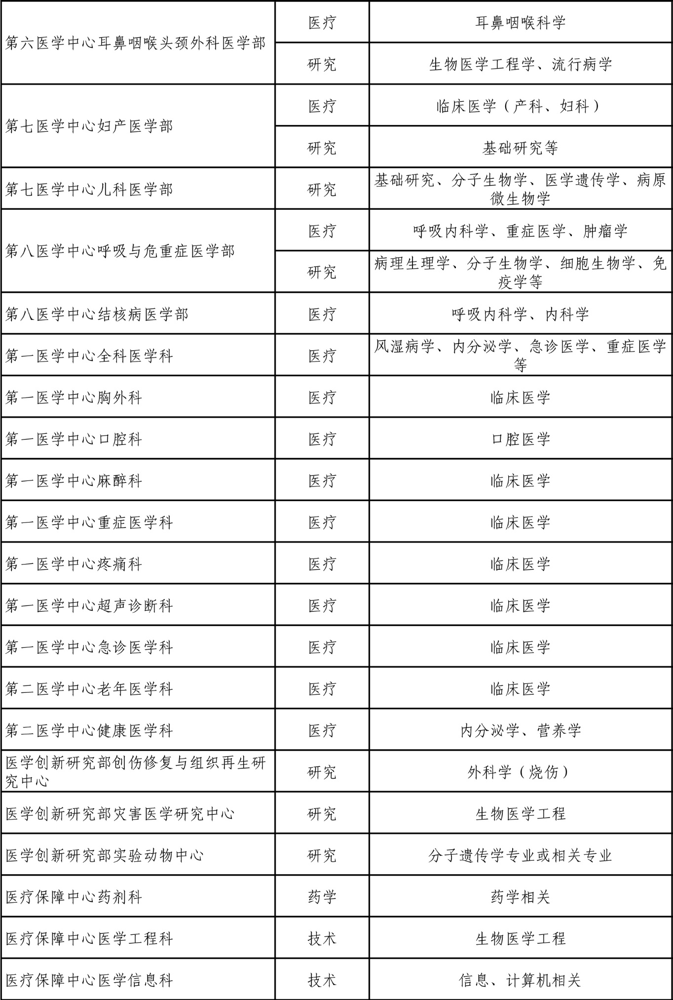 第六医学中心耳鼻咽喉头颈外科医学部
医疗
耳鼻咽喉科学
研究
生物医学工程学、流行病学
第七医学中心妇产医学部
医疗
临床医学（产科、妇科）
研究
基础研究等
第七医学中心儿科医学部
研究
基础研究、分子生物学、医学遗传学、病原
微生物学
第八医学中心呼吸与危重症医学部
医疗
呼吸内科学、重症医学、肿瘤学
研究
病理生理学、分子生物学、细胞生物学、免
疫学等
第八医学中心结核病医学部
医疗
呼吸内科学、内科学
第一医学中心全科医学科
医疗
风湿病学、内分泌学、急诊医学、重症医学
等
第一医学中心胸外科
医疗
临床医学
第一医学中心口腔科
医疗
口腔医学
第一医学中心麻醉科
医疗
临床医学
第一医学中心重症医学科
医疗
临床医学
第一医学中心疼痛科
医疗
临床医学
第一医学中心超声诊断科
医疗
临床医学
第一医学中心急诊医学科
医疗
临床医学
第二医学中心老年医学科
医疗
临床医学
第二医学中心健康医学科
医疗
内分泌学、营养学
医学创新研究部创伤修复与组织再生研
究中心
研究
外科学（烧伤）
医学创新研究部灾害医学研究中心
研究
生物医学工程
医学创新研究部实验动物中心
研究
分子遗传学专业或相关专业
医疗保障中心药剂科
药学
药学相关
医疗保障中心医学工程科
技术
生物医学工程
医疗保障中心医学信息科
技术
信息、计算机相关